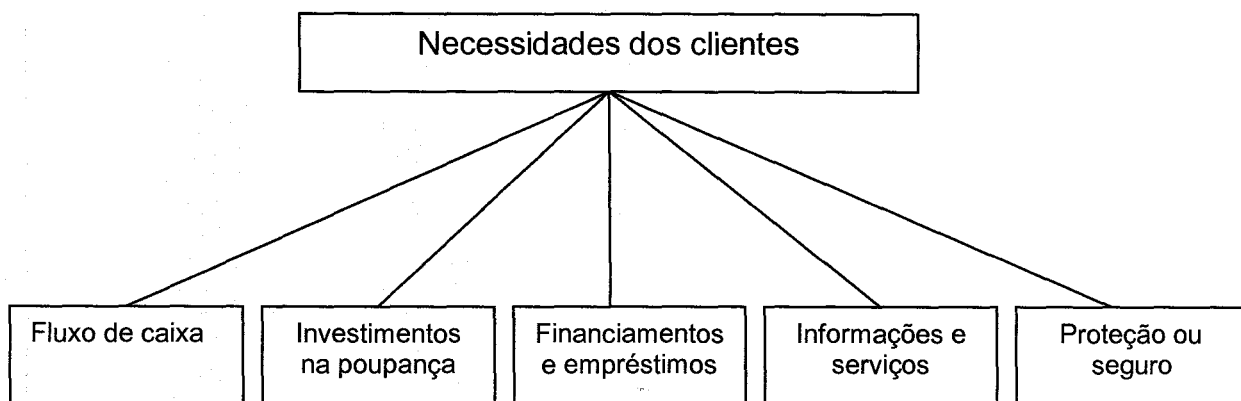 Necessidades dos clientes
Fluxo de caixa
Investimentos
na poupança
Financiamentos
e empréstimos
Informações e
serviços
Proteção ou
seguro